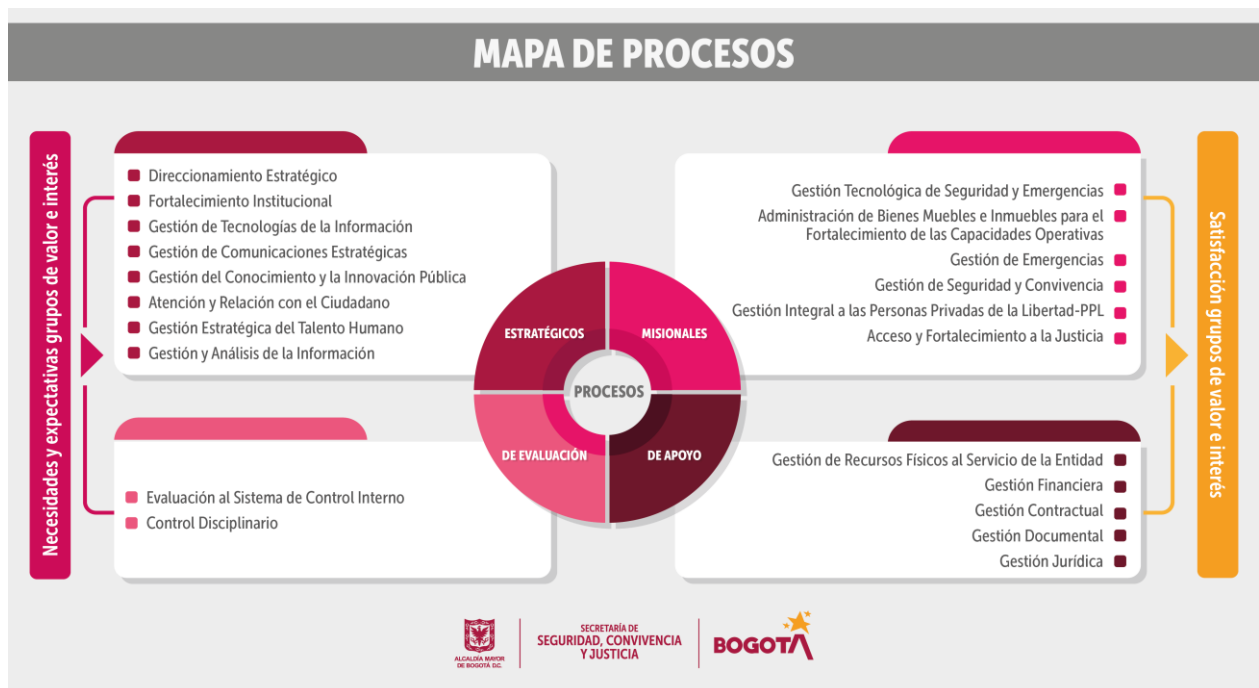 MAPA DE PROCESOS
Necesidades y expectativas grupos de valor e interés
Direccionamiento Estratégico
Fortalecimiento Institucional
Gestión de Tecnologías de la Información
Gestión de Comunicaciones Estratégicas
Gestión del Conocimiento y la Innovación Pública
Atención y Relación con el Ciudadano
Gestión Estratégica del Talento Humano
Gestión y Análisis de la Información
Evaluación al Sistema de Control Interno
Control Disciplinario
ESTRATÉGICOS
MISIONALES
PROCESOS
DE EVALUACIÓN
DE APOYO
Gestión Tecnológica de Seguridad y Emergencias
Administración de Bienes Muebles e Inmuebles para el
Fortalecimiento de las Capacidades Operativas
Gestión de Emergencias
Gestión de Seguridad y Convivencia
Gestión Integral a las Personas Privadas de la Libertad-PPL
Acceso y Fortalecimiento a la Justicia
Gestión de Recursos Físicos al Servicio de la Entidad
Gestión Financiera
Gestión Contractual
Gestión Documental
Gestión Jurídica
Satisfacción grupos de valor e interés
ALCALDÍA MAYOR
DE BOGOTÁ D.C.
SECRETARÍA DE
SEGURIDAD, CONVIVENCIA
Y JUSTICIA
BOGOTÁ